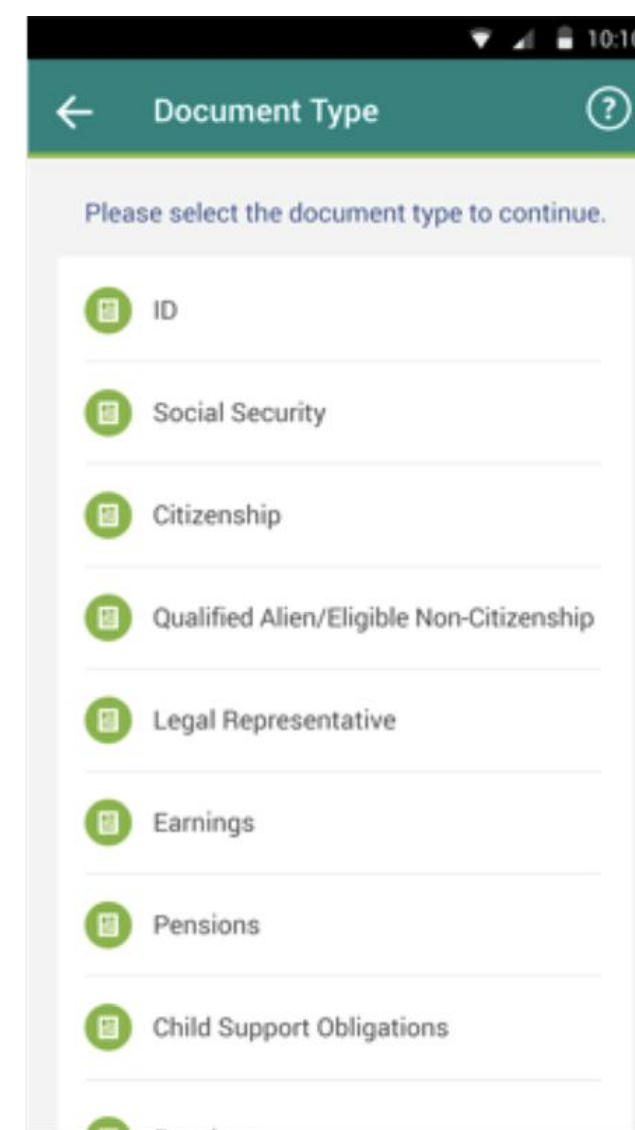 10:10
Document Type
?
Please select the document type to continue.
ID
Social Security
Citizenship
Qualified Alien/Eligible Non-Citizenship
Legal Representative
Earnings
Pensions
Child Support Obligations